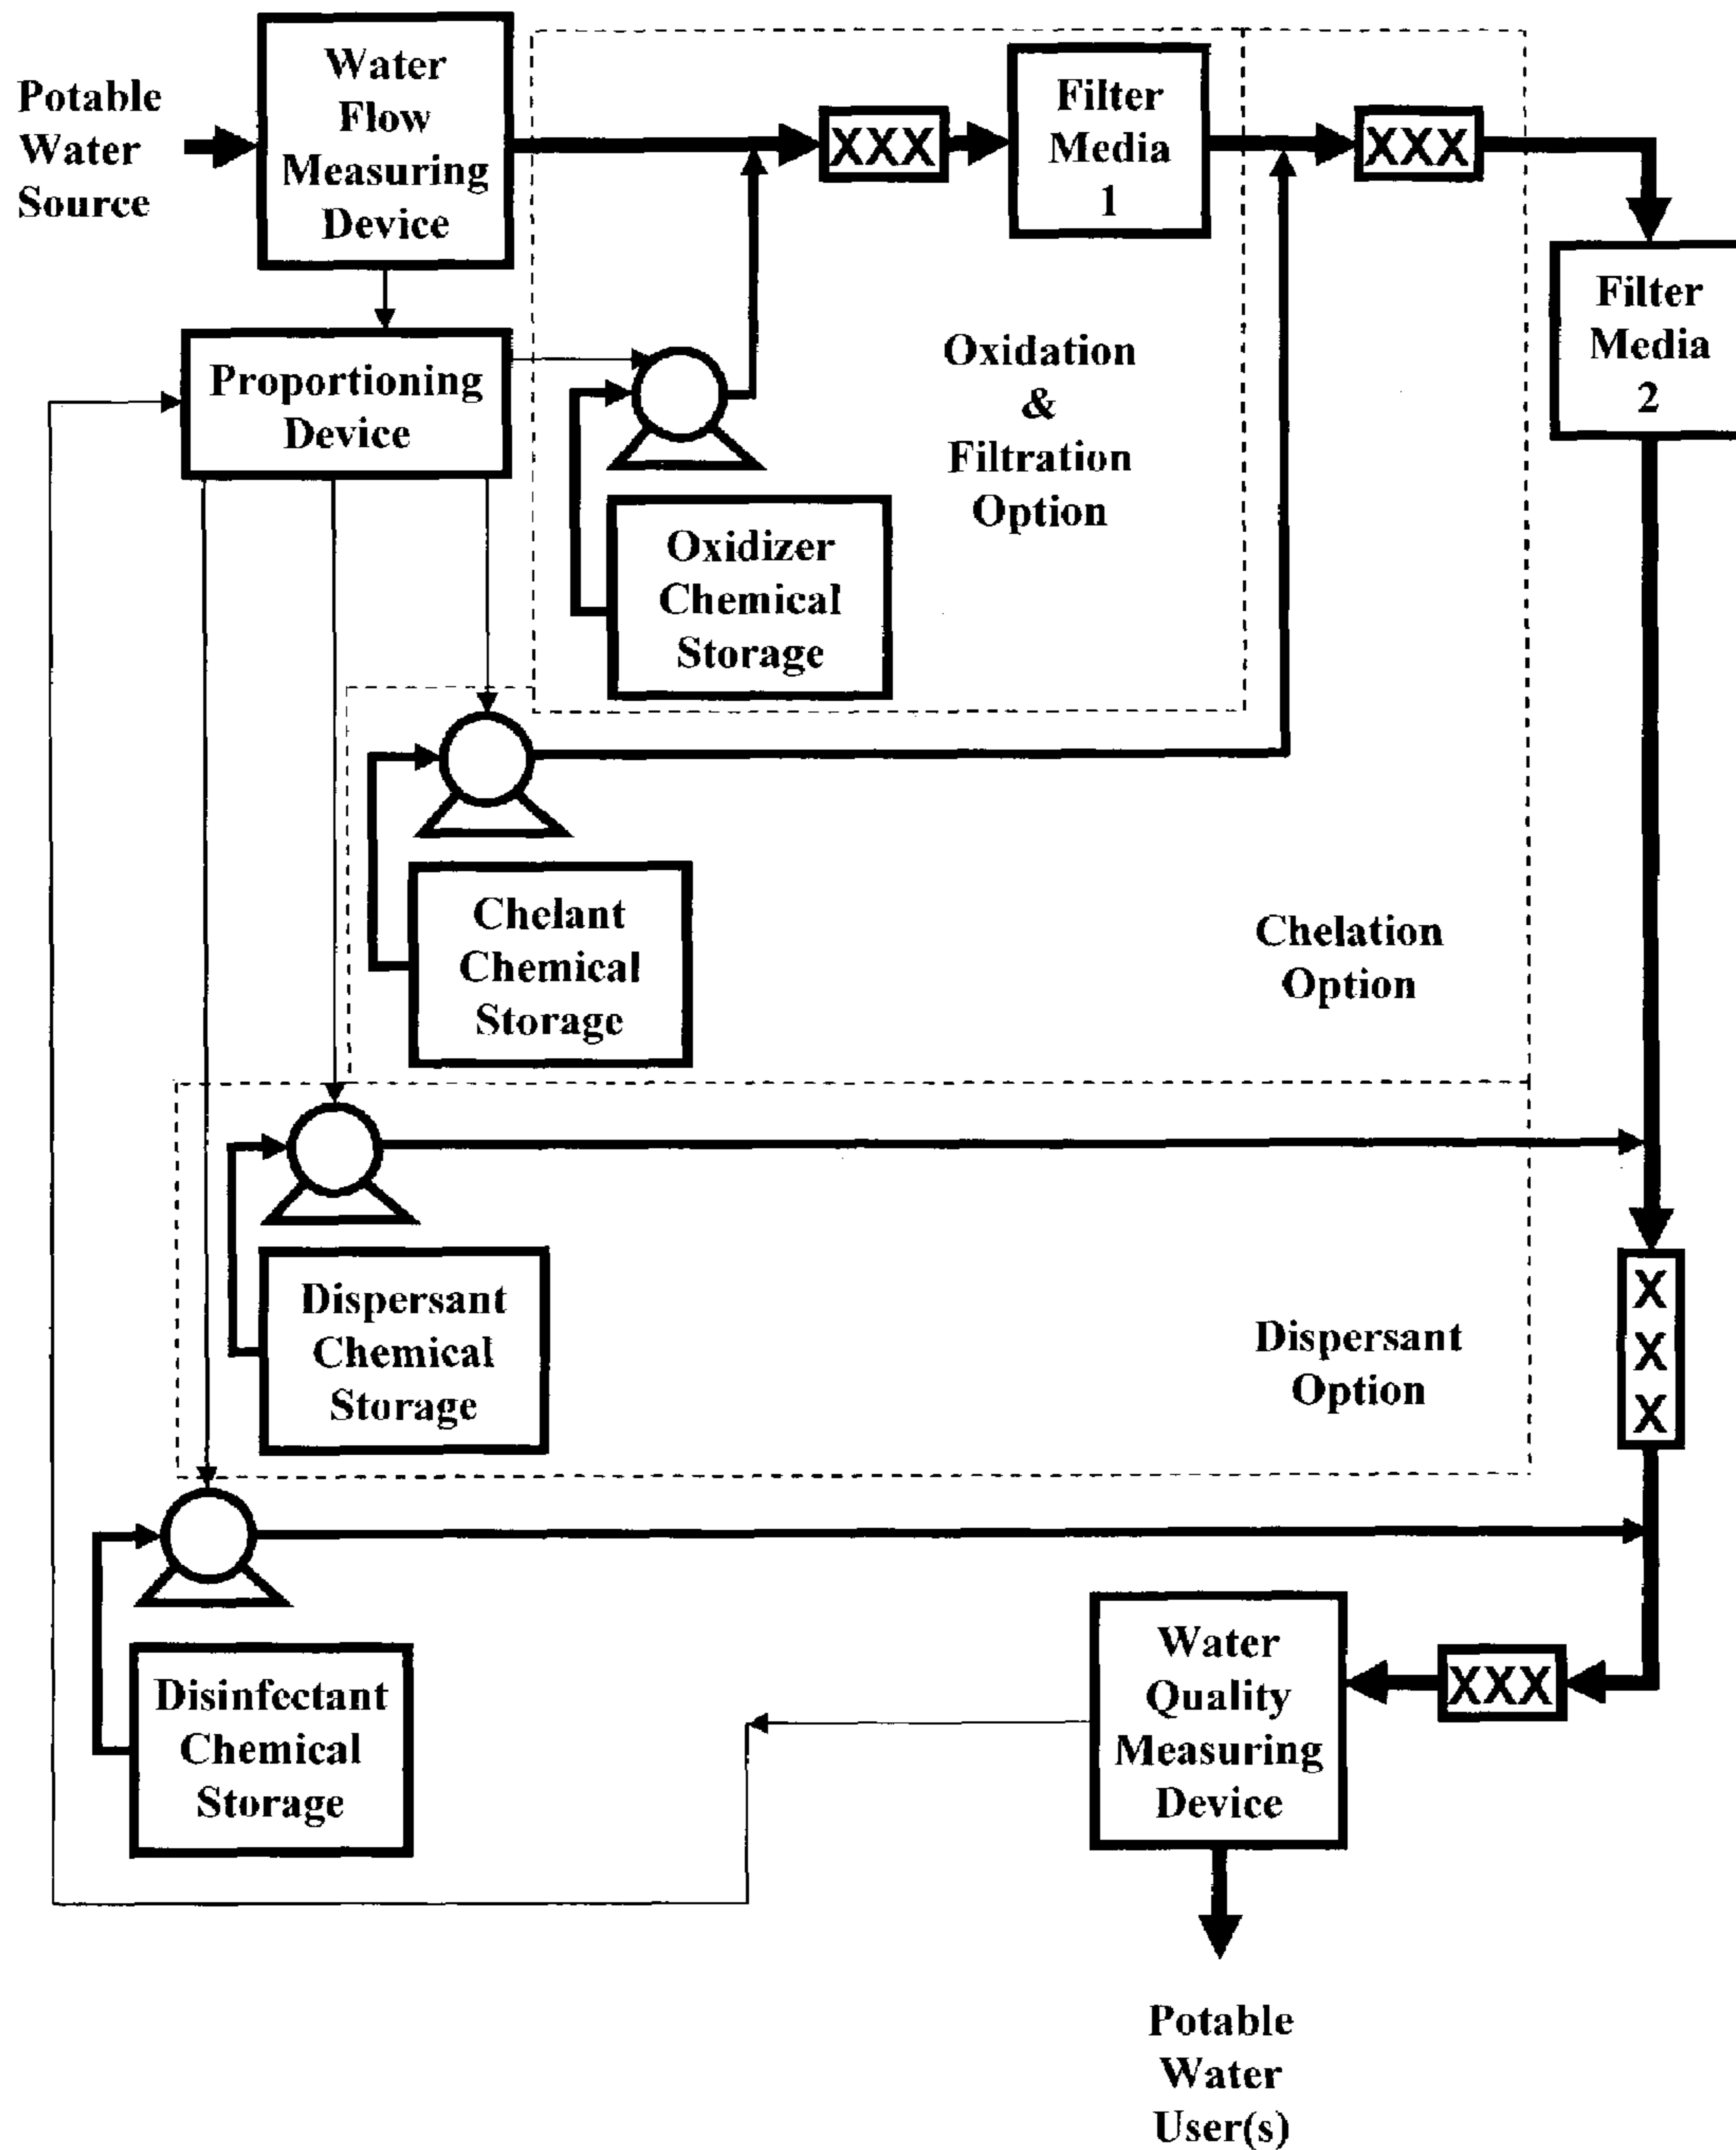 Potable
Water
Source
Water
Flow
Measuring
Device
XXX
Filter
Media
1
XXX
Filter
Media
2
Proportioning
Device
Oxidation
&
Filtration
Option
Oxidizer
Chemical
Storage
Chelant
Chemical
Storage
Chelation
Option
Dispersant
Chemical
Storage
Dispersant
Option
X
X
X
Disinfectant
Chemical
Storage
Water
Quality
Measuring
Device
XXX
Potable
Water
User(s)